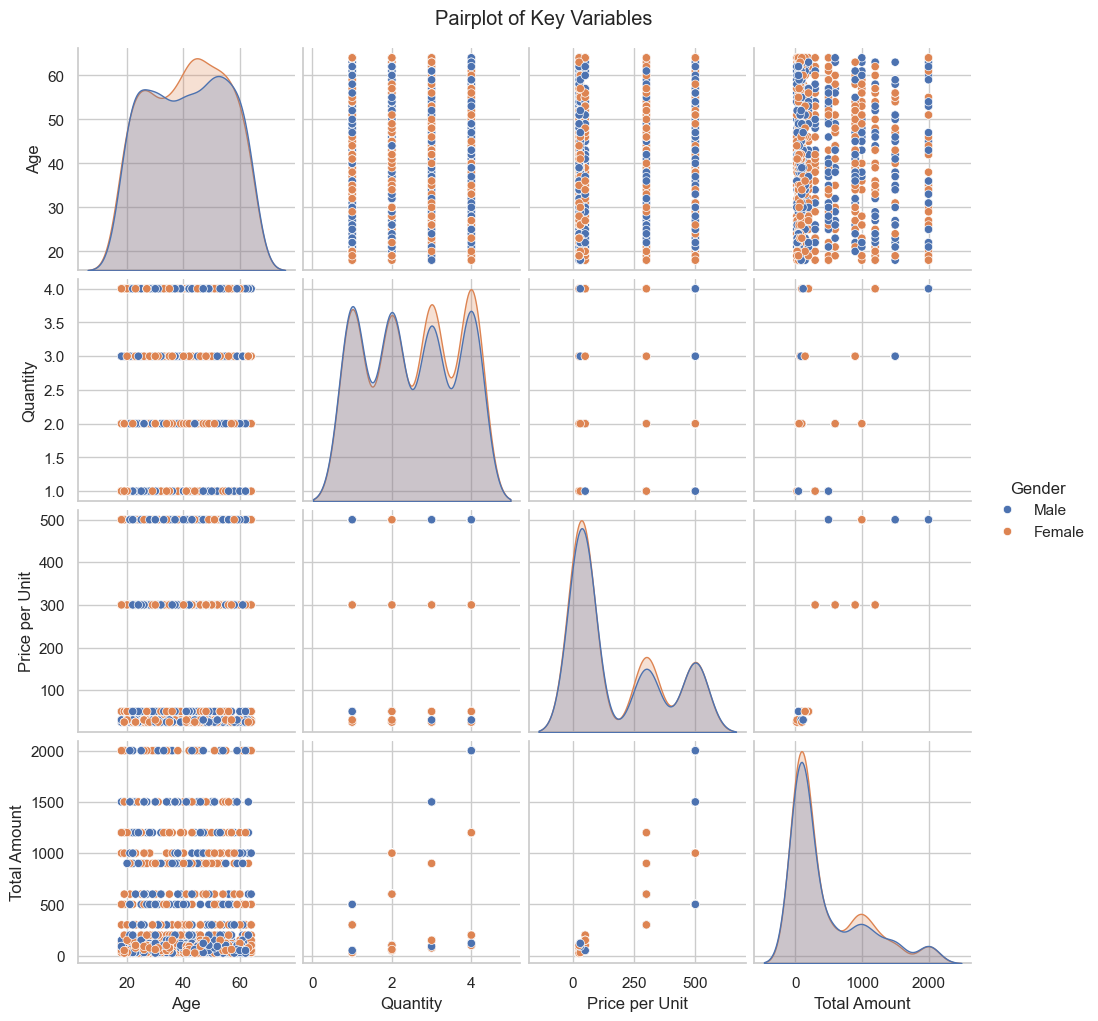 Pairplot of Key Variables
60
50
40
30
20
Age
4.0
3.5
3.0
2.5
2.0
1.5
1.0
Quantity
Gender
Male
Female
500
400
300
200
100
Price per Unit
2000
1500
1000
500
0
Total Amount
20 40 60 0 2 4 0 250 500 0 1000 2000
Age Quantity Price per Unit Total Amount